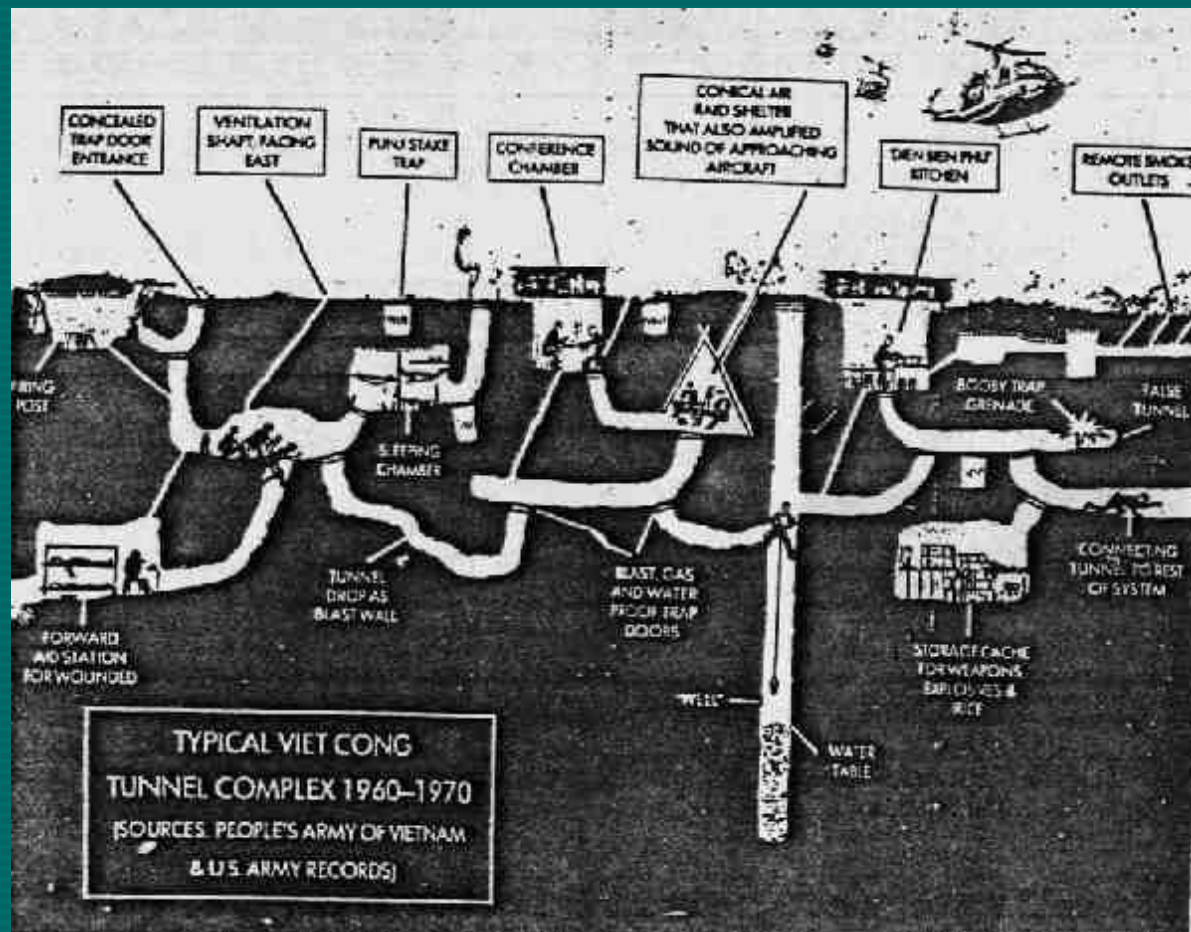 CONCEALED
TRAP DOOR
ENTRANCE
VENTILATION
SHAFT, FACING
EAST
PUNJI STAKE
TRAP
CONFERENCE
CHAMBER
CONICAL AIR
RAID SHELTER
THAT ALSO AMPLIFIED
SOUND OF APPROACHING
AIRCRAFT
'DIEN BIEN PHU'
KITCHEN
REMOTE SMOKE
OUTLETS
FIRING
POST
SLEEPING
CHAMBER
BOOBY TRAP
GRENADE
FALSE
TUNNEL
TUNNEL
DROP AS
BLAST WALL
BLAST, GAS
AND WATER
PROOF TRAP
DOORS
CONNECTING
TUNNEL TO REST
OF SYSTEM
FORWARD
AID STATION
FOR WOUNDED
STORAGE CACHE
FOR WEAPONS,
EXPLOSIVES &
RICE
WELL
WATER
TABLE
TYPICAL VIET CONG
TUNNEL COMPLEX 1960–1970
(SOURCES: PEOPLE'S ARMY OF VIETNAM
& U.S. ARMY RECORDS)